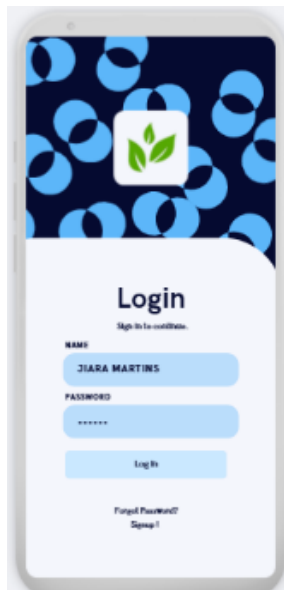 Login
Sign in to continue.
NAME
JIARA MARTINS
PASSWORD
••••••
Log in
Forgot Password?
Signup !